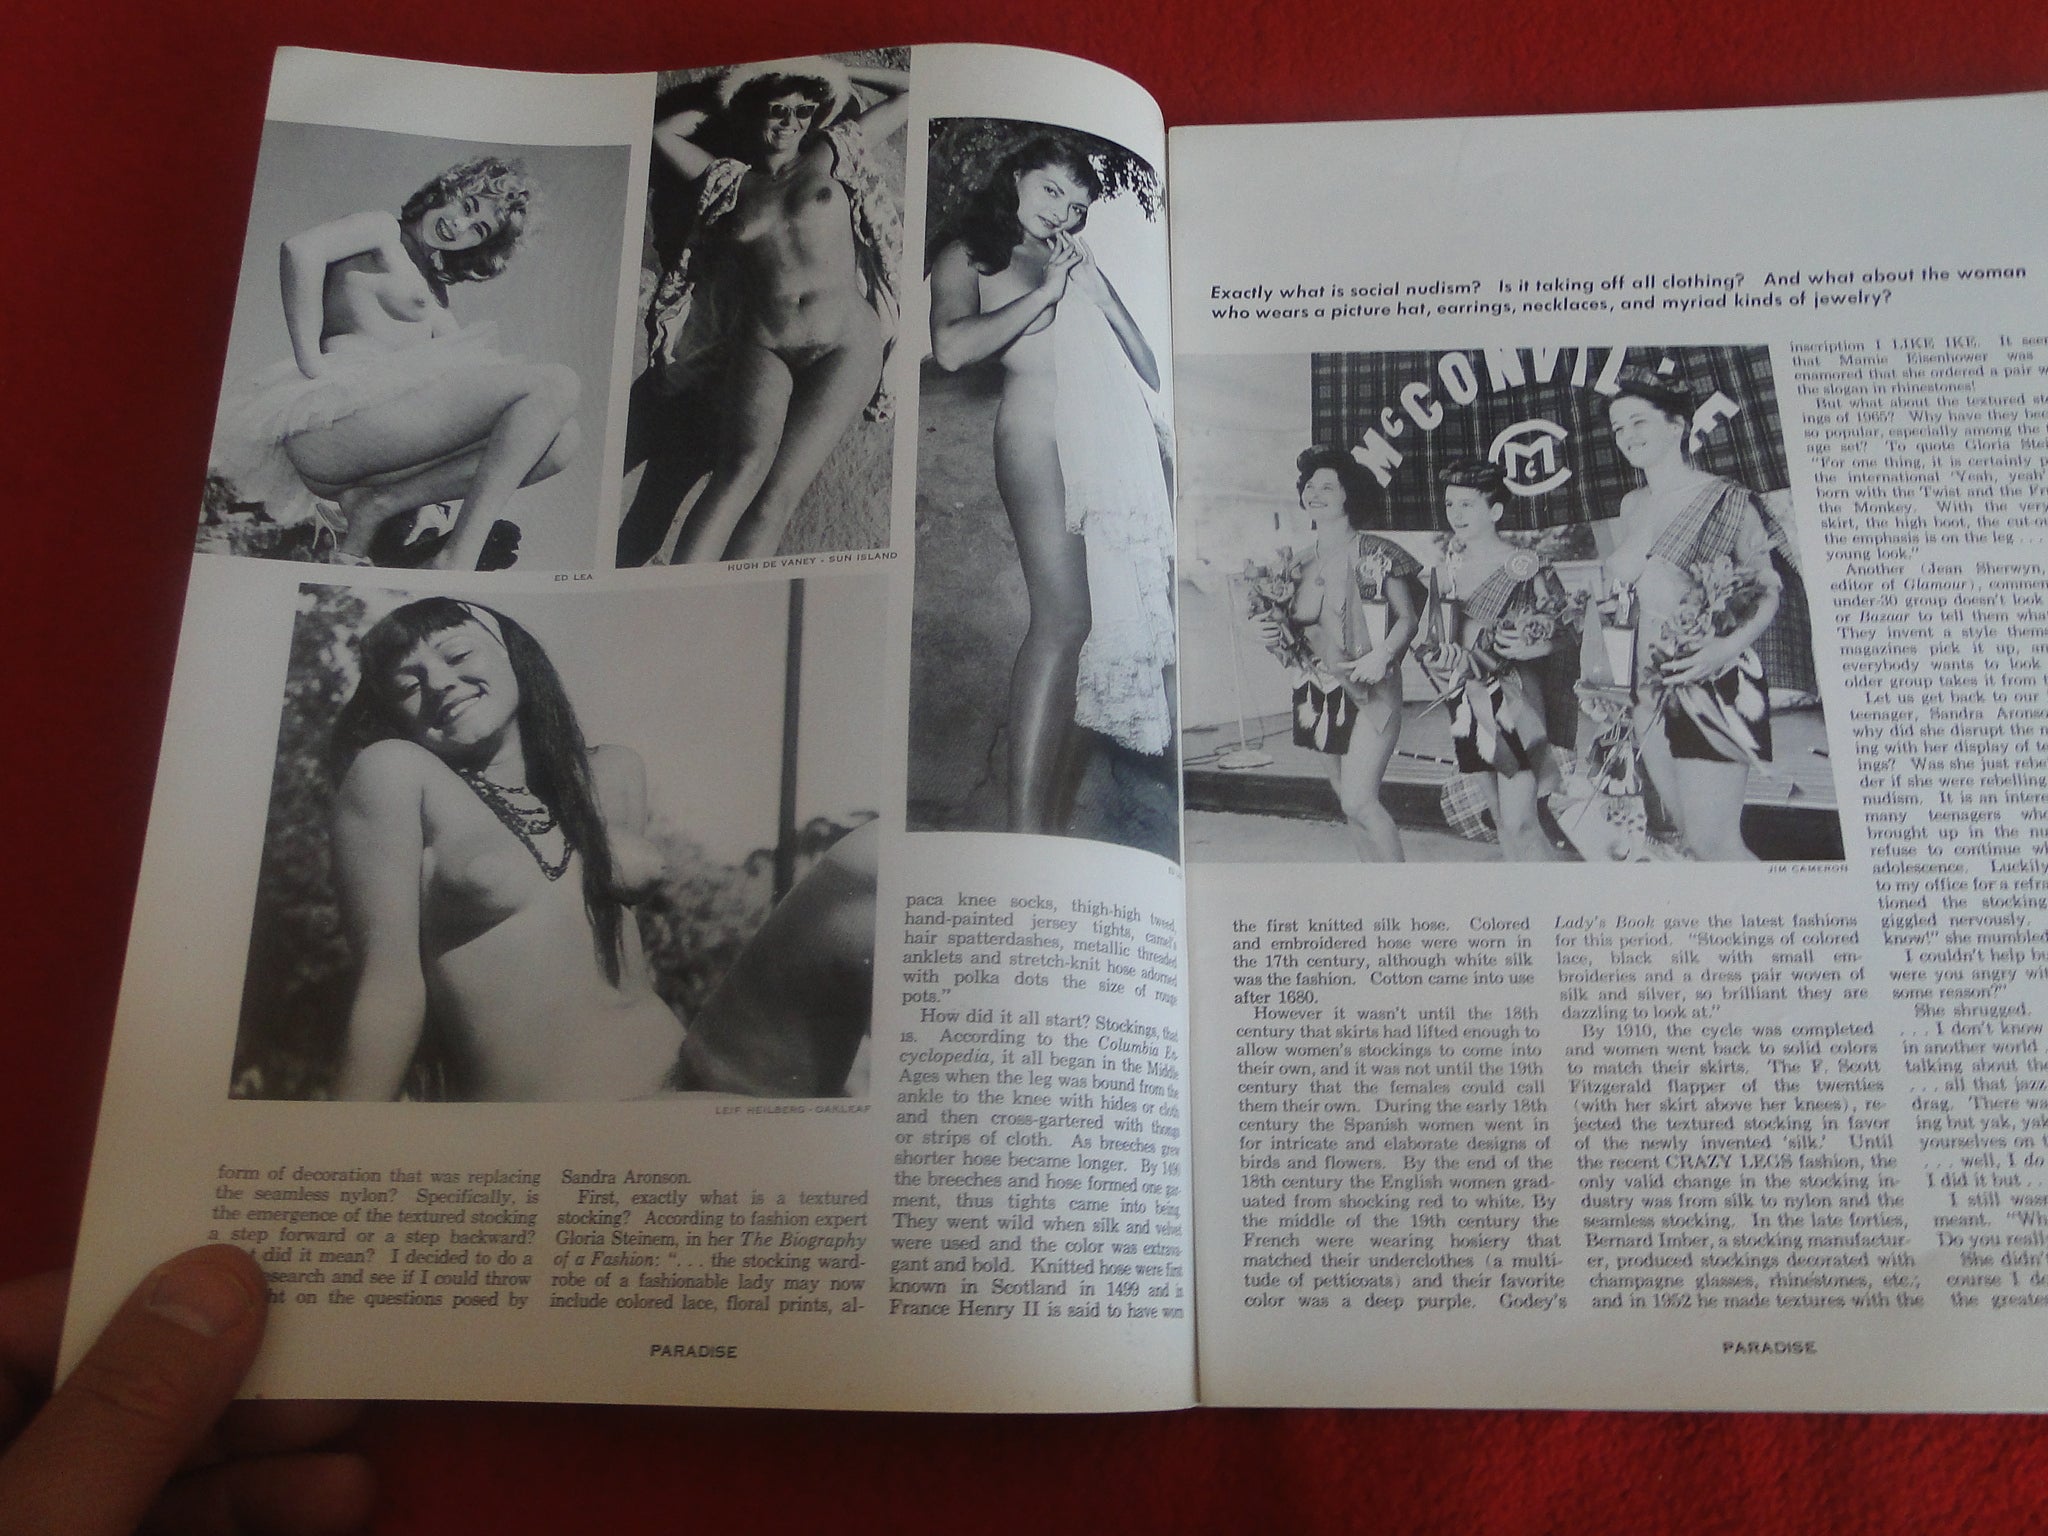 ED LEA
HUGH DE VANEY - SUN ISLAND
LEIF HEILBERG - OAKLEAF
form of decoration that was replacing
the seamless nylon? Specifically, is
the emergence of the textured stocking
a step forward or a step backward?
did it mean? I decided to do a
esearch and see if I could throw
ht on the questions posed by
Sandra Aronson.
First, exactly what is a textured
stocking? According to fashion expert
Gloria Steinem, in her The Biography
of a Fashion: “. . . the stocking ward-
robe of a fashionable lady may now
include colored lace, floral prints, al-
paca knee socks, thigh-high tweed,
hand-painted jersey tights, camel's
hair spatterdashes, metallic threaded
anklets and stretch-knit hose adorned
with polka dots the size of rouge
pots.”
How did it all start? Stockings, that
is. According to the Columbia En-
cyclopedia, it all began in the Middle
Ages when the leg was bound from the
ankle to the knee with hides or cloth
and then cross-gartered with thongs
or strips of cloth. As breeches grew
shorter hose became longer. By 1490
the breeches and hose formed one gar-
ment, thus tights came into being.
They went wild when silk and velvet
were used and the color was extrava-
gant and bold. Knitted hose were first
known in Scotland in 1499 and in
France Henry II is said to have worn
PARADISE
Exactly what is social nudism? Is it taking off all clothing? And what about the woman
who wears a picture hat, earrings, necklaces, and myriad kinds of jewelry?
McCONVILLE
McC
JIM CAMERON
the first knitted silk hose. Colored
and embroidered hose were worn in
the 17th century, although white silk
was the fashion. Cotton came into use
after 1680.
However it wasn't until the 18th
century that skirts had lifted enough to
allow women's stockings to come into
their own, and it was not until the 19th
century that the females could call
them their own. During the early 18th
century the Spanish women went in
for intricate and elaborate designs of
birds and flowers. By the end of the
18th century the English women grad-
uated from shocking red to white. By
the middle of the 19th century the
French were wearing hosiery that
matched their underclothes (a multi-
tude of petticoats) and their favorite
color was a deep purple. Godey's
Lady's Book gave the latest fashions
for this period. “Stockings of colored
lace, black silk with small em-
broideries and a dress pair woven of
silk and silver, so brilliant they are
dazzling to look at.”
By 1910, the cycle was completed
and women went back to solid colors
to match their skirts. The F. Scott
Fitzgerald flapper of the twenties
(with her skirt above her knees), re-
jected the textured stocking in favor
of the newly invented ‘silk.’ Until
the recent CRAZY LEGS fashion, the
only valid change in the stocking in-
dustry was from silk to nylon and the
seamless stocking. In the late forties,
Bernard Imber, a stocking manufactur-
er, produced stockings decorated with
champagne glasses, rhinestones, etc.,
and in 1952 he made textures with the
inscription I LIKE IKE. It see
that Mamie Eisenhower was
enamored that she ordered a pair w
the slogan in rhinestones!
But what about the textured st
ings of 1965? Why have they bee
so popular, especially among the
age set? To quote Gloria Ste
“For one thing, it is certainly p
the international ‘Yeah, yeah’
born with the Twist and the Fr
the Monkey. With the very
skirt, the high boot, the cut-ou
the emphasis is on the leg . . .
young look.”
Another (Jean Sherwyn,
editor of Glamour), commen
under-30 group doesn't look
or Bazaar to tell them what
They invent a style thems
magazines pick it up, an
everybody wants to look
older group takes it from t
Let us get back to our
teenager, Sandra Aronso
why did she disrupt the n
ing with her display of te
ings? Was she just rebe
der if she were rebelling
nudism. It is an intere
many teenagers who
brought up in the nu
refuse to continue wh
adolescence. Luckily
to my office for a refra
tioned the stocking
giggled nervously.
know!” she mumbled
I couldn't help bu
were you angry wit
some reason?”
She shrugged.
. . . I don't know
in another world .
talking about the
. . . all that jazz
drag. There wa
ing but yak, yak
yourselves on t
. . . well, I do
I did it but . .
I still wasn
meant. “Wh
Do you reall
She didn't
course I de
the greates
PARADISE